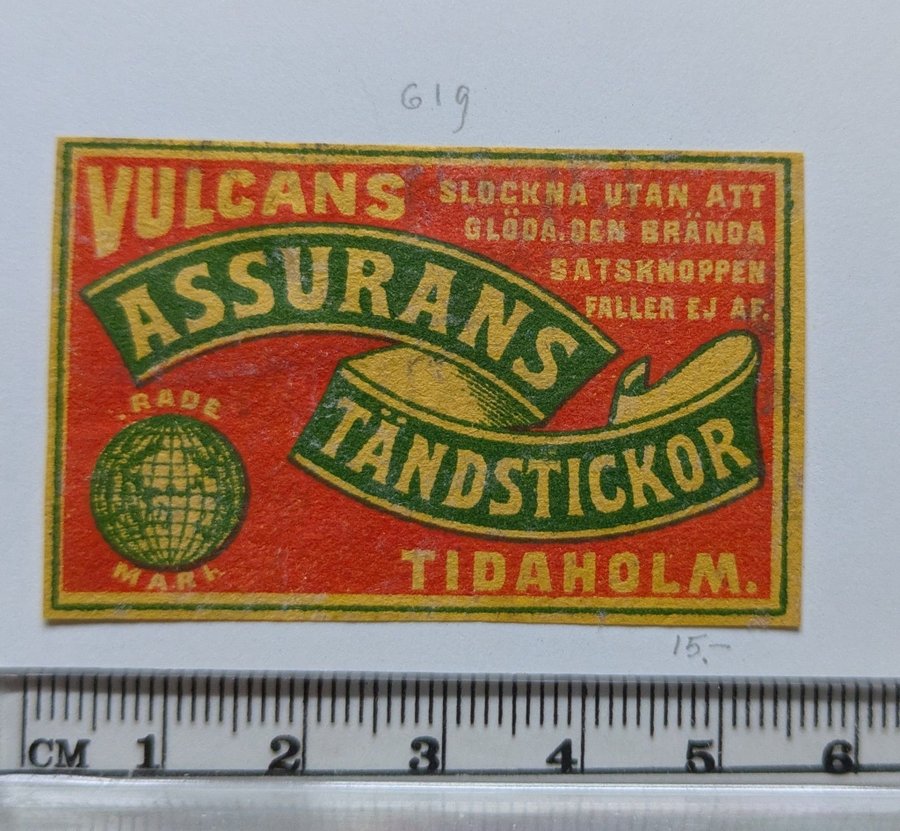 619
VULCANS
SLOCKNA UTAN ATT
GLÖDA. DEN BRÄNDA
SATSKNOPPEN
FALLER EJ AF.
ASSURANS
TÄNDSTICKOR
TRADE
MARK
TIDAHOLM.
15.-
CM 1 2 3 4 5 6